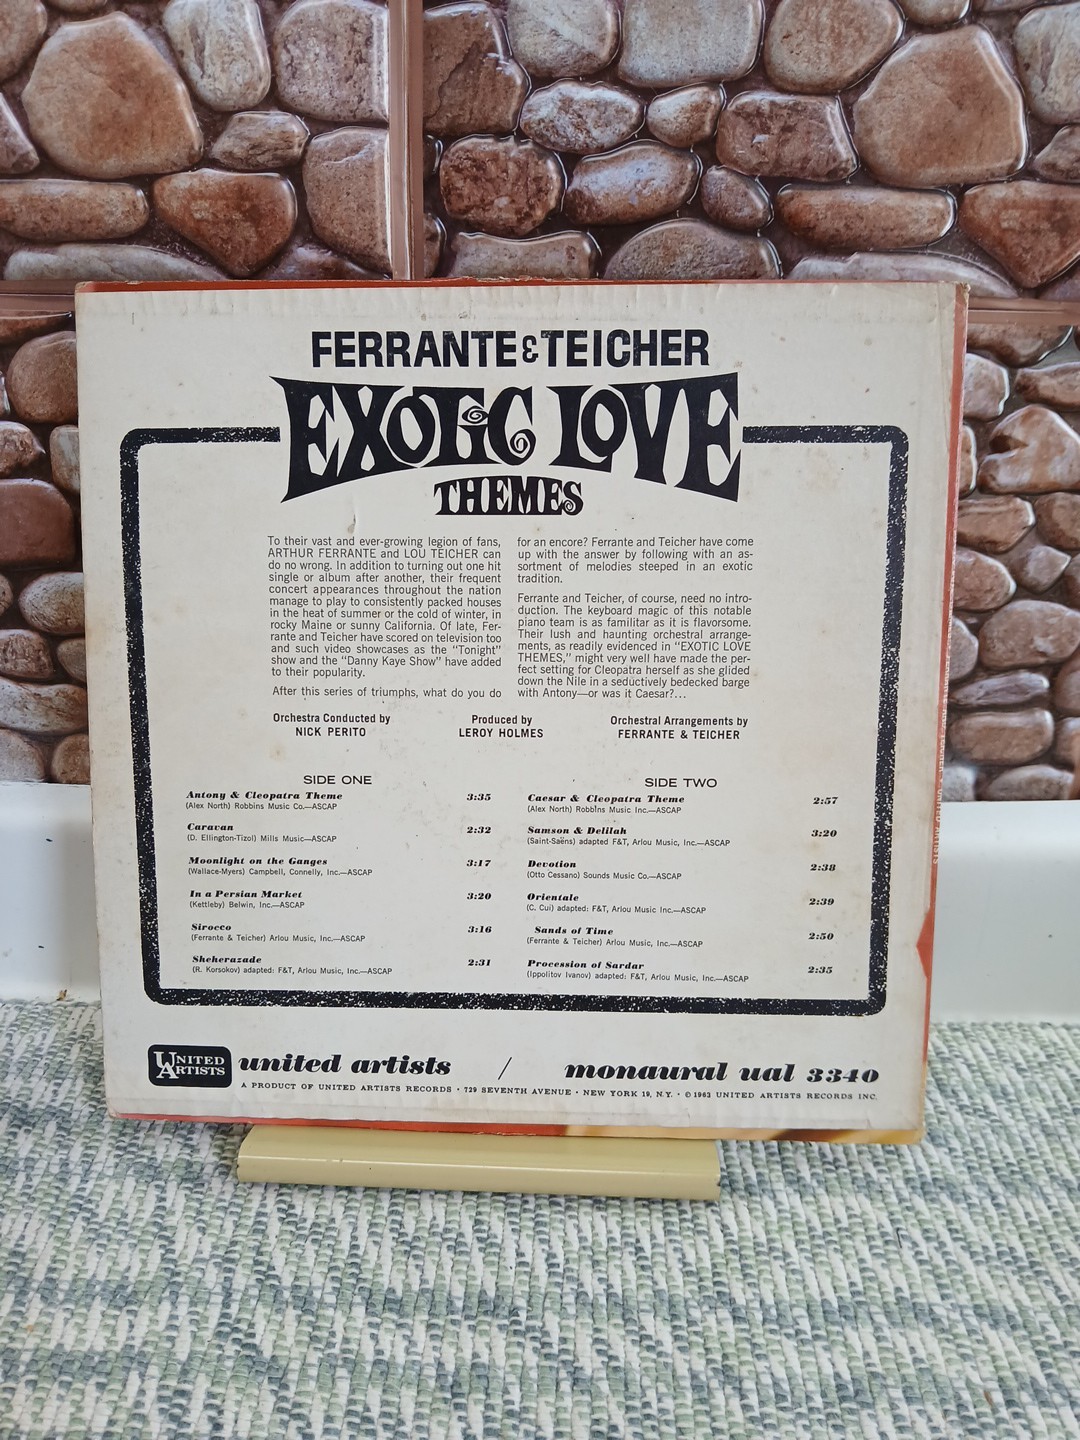 FERRANTE & TEICHER
EXOTIC LOVE
THEMES
To their vast and ever-growing legion of fans,
ARTHUR FERRANTE and LOU TEICHER can
do no wrong. In addition to turning out one hit
single or album after another, their frequent
concert appearances throughout the nation
manage to play to consistently packed houses
in the heat of summer or the cold of winter, in
rocky Maine or sunny California. Of late, Fer-
rante and Teicher have scored on television too
and such video showcases as the "Tonight"
show and the "Danny Kaye Show" have added
to their popularity.
After this series of triumphs, what do you do
for an encore? Ferrante and Teicher have come
up with the answer by following with an as-
sortment of melodies steeped in an exotic
tradition.
Ferrante and Teicher, of course, need no intro-
duction. The keyboard magic of this notable
piano team is as familitar as it is flavorsome.
Their lush and haunting orchestral arrange-
ments, as readily evidenced in "EXOTIC LOVE
THEMES," might very well have made the per-
fect setting for Cleopatra herself as she glided
down the Nile in a seductively bedecked barge
with Antony—or was it Caesar?...
Orchestra Conducted by
NICK PERITO
Produced by
LEROY HOLMES
Orchestral Arrangements by
FERRANTE & TEICHER
SIDE ONE
Antony & Cleopatra Theme 3:35
(Alex North) Robbins Music Co.—ASCAP
Caravan 2:32
(D. Ellington-Tizol) Mills Music—ASCAP
Moonlight on the Ganges 3:17
(Wallace-Myers) Campbell, Connelly, Inc.—ASCAP
In a Persian Market 3:20
(Kettleby) Belwin, Inc.—ASCAP
Sirocco 3:16
(Ferrante & Teicher) Arlou Music, Inc.—ASCAP
Sheherazade 2:31
(R. Korsokov) adapted: F&T, Arlou Music, Inc.—ASCAP
SIDE TWO
Caesar & Cleopatra Theme 2:57
(Alex North) Robbins Music Inc.—ASCAP
Samson & Delilah 3:20
(Saint-Saëns) adapted F&T, Arlou Music, Inc.—ASCAP
Devotion 2:38
(Otto Cessano) Sounds Music Co.—ASCAP
Orientale 2:39
(C. Cui) adapted: F&T, Arlou Music Inc.—ASCAP
Sands of Time 2:50
(Ferrante & Teicher) Arlou Music, Inc.—ASCAP
Procession of Sardar 2:35
(Ippolitov Ivanov) adapted: F&T, Arlou Music, Inc.—ASCAP
UNITED
ARTISTS
united artists / monaural ual 3340
A PRODUCT OF UNITED ARTISTS RECORDS • 729 SEVENTH AVENUE • NEW YORK 19, N.Y. • © 1963 UNITED ARTISTS RECORDS INC.